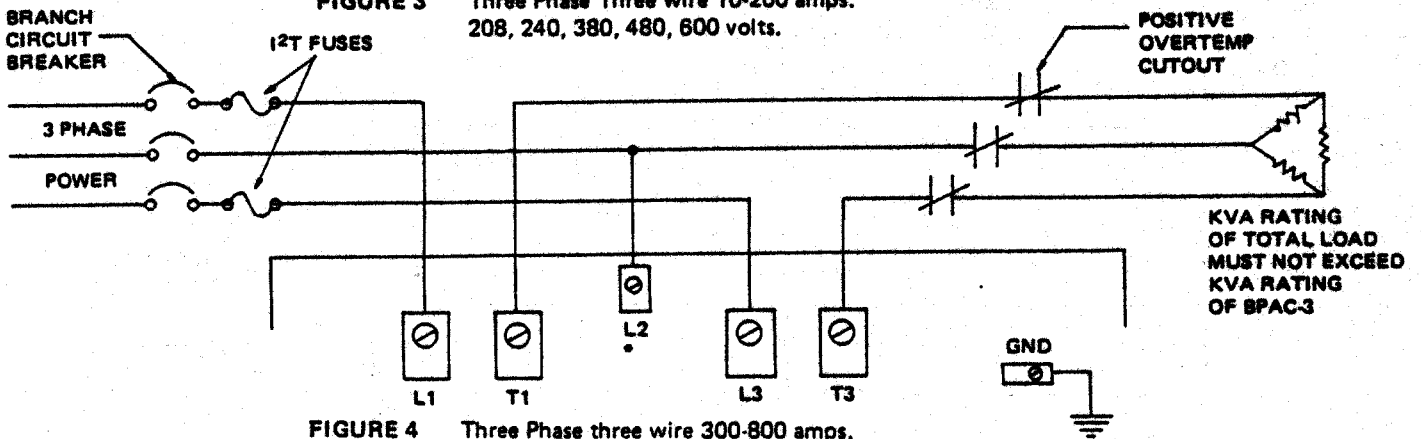 FIGURE 3 Three Phase Three wire 10-200 amps.
208, 240, 380, 480, 600 volts.
BRANCH
CIRCUIT
BREAKER
I²T FUSES
POSITIVE
OVERTEMP
CUTOUT
3 PHASE
POWER
KVA RATING
OF TOTAL LOAD
MUST NOT EXCEED
KVA RATING
OF BPAC-3
L2
*
GND
L1
T1
L3
T3
FIGURE 4 Three Phase three wire 300-800 amps.